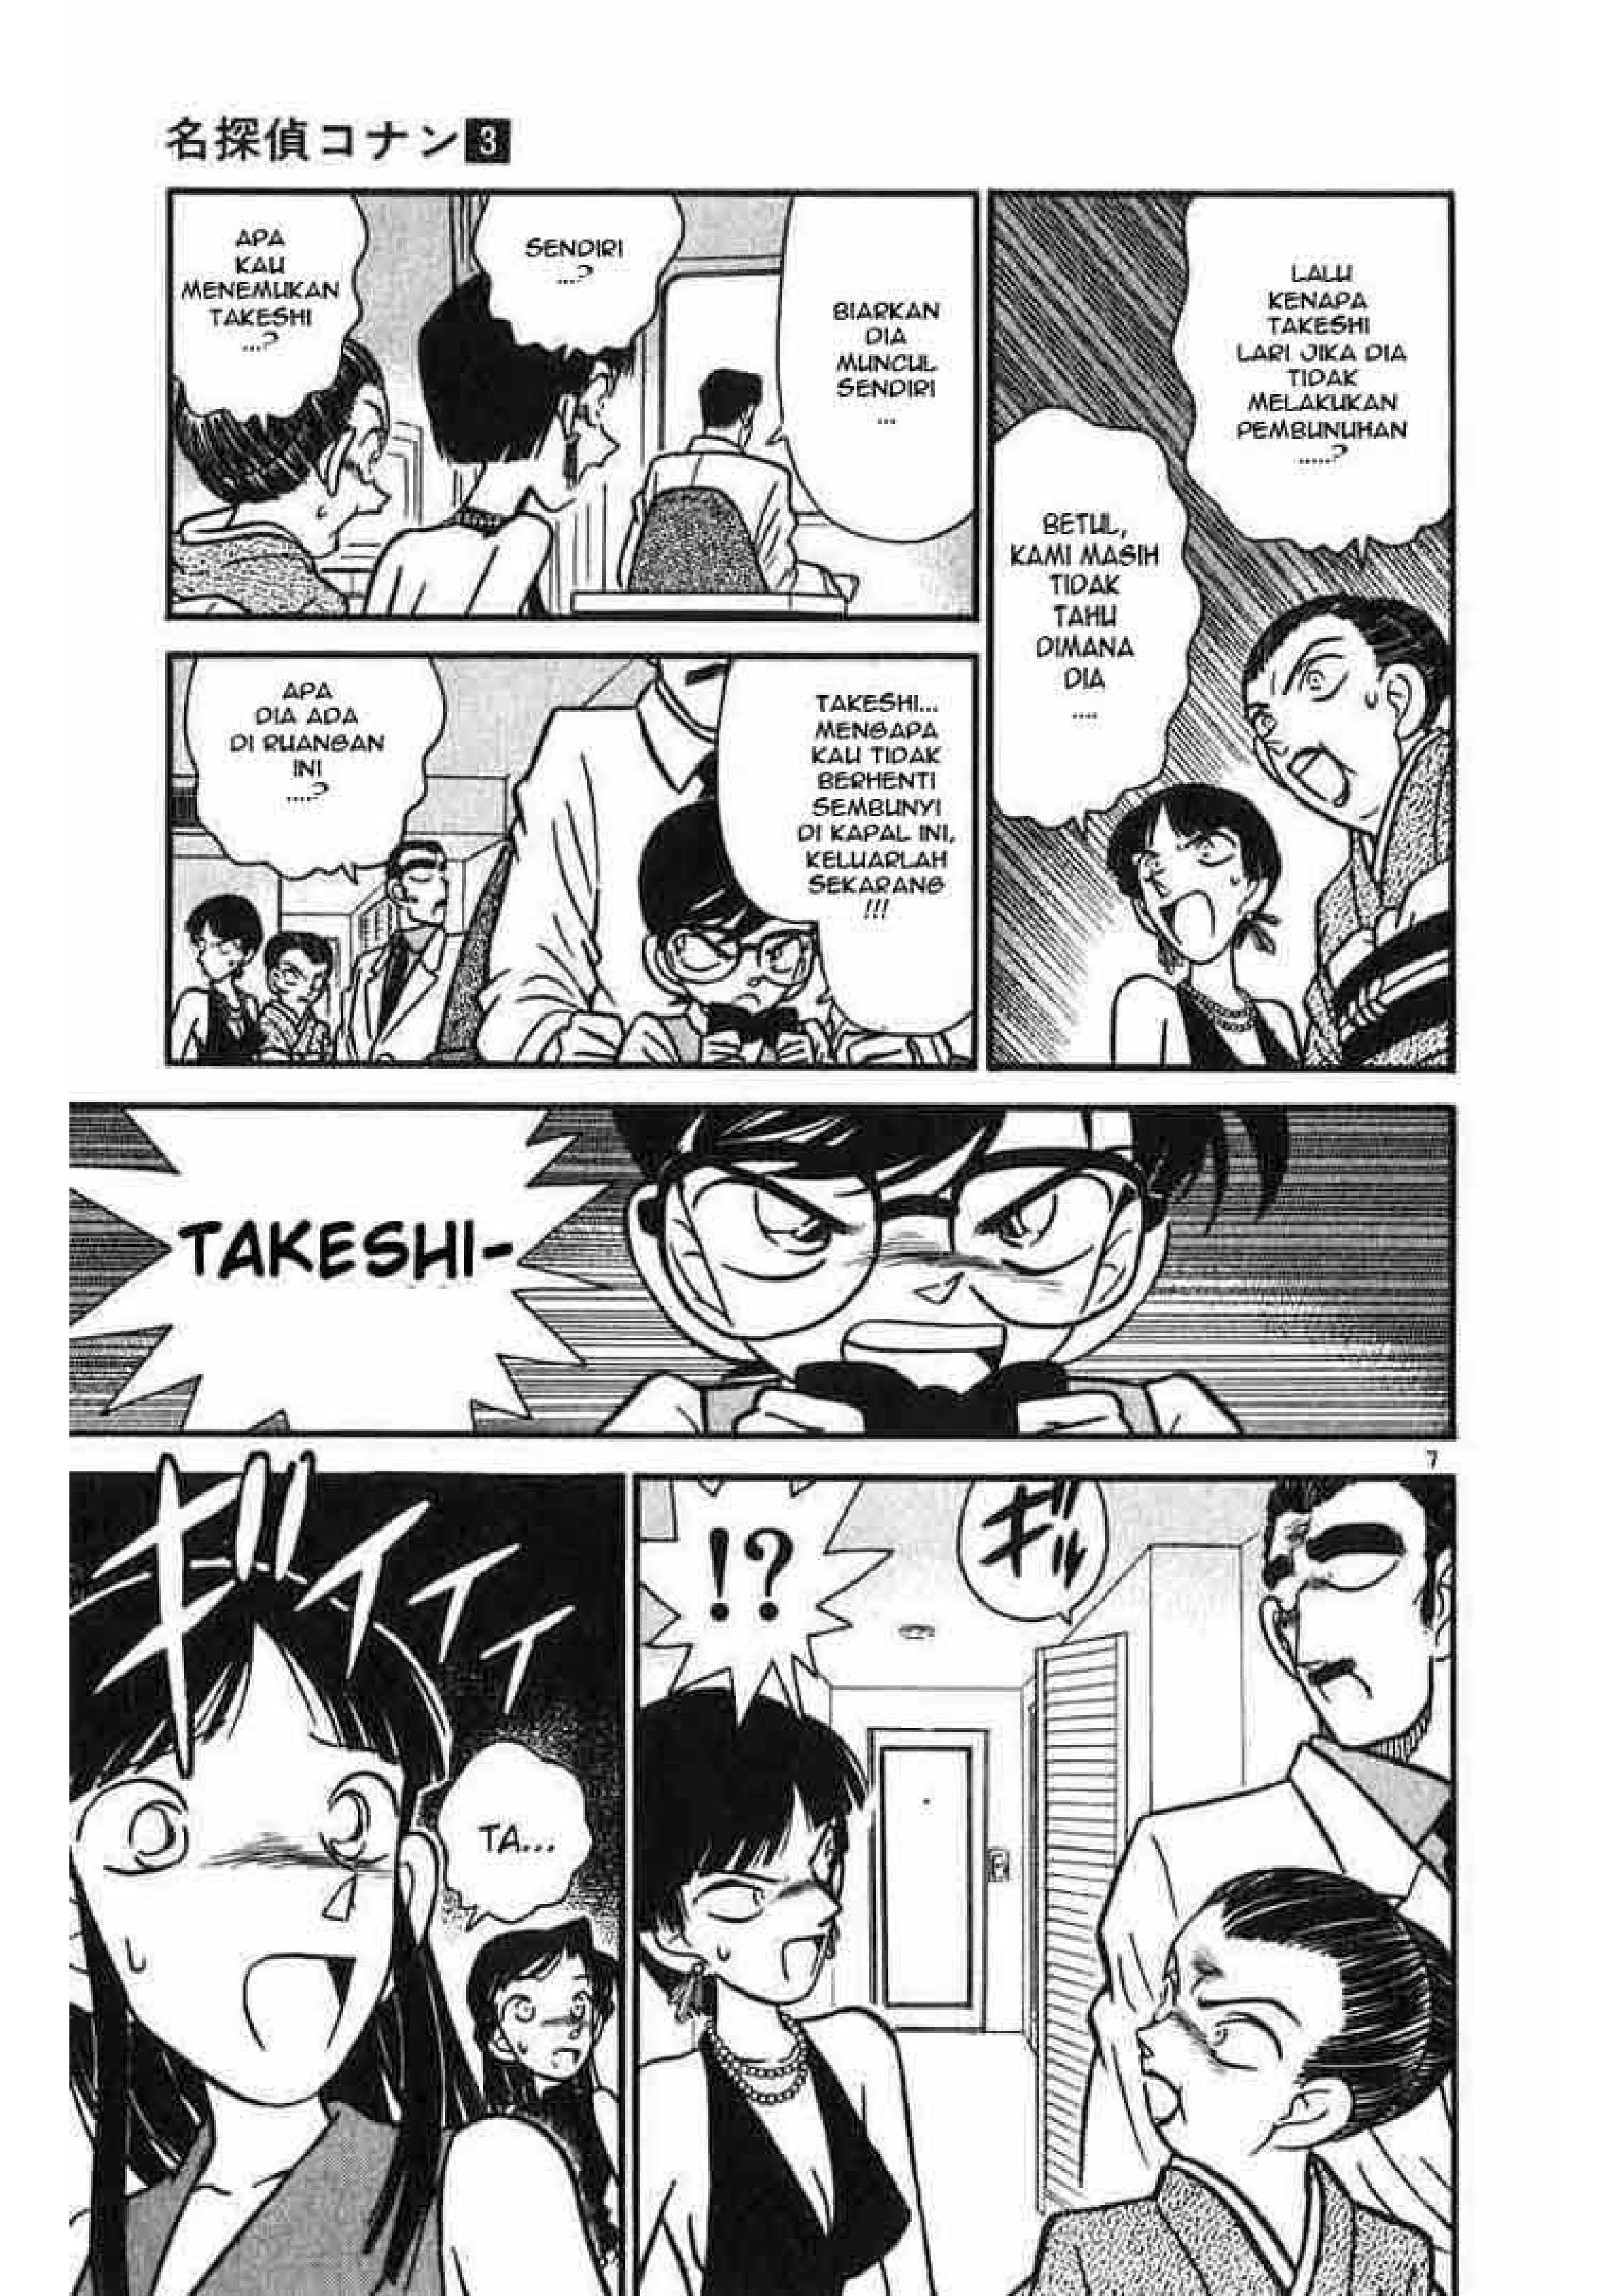 名探偵コナン3
LALU
KENAPA
TAKESHI
LARI JIKA DIA
TIDAK
MELAKUKAN
PEMBUNUHAN
.....?
BETUL,
KAMI MASIH
TIDAK
TAHU
DIMANA
DIA
....
BIARKAN
DIA
MUNCUL
SENDIRI
...
SENDIRI
...?
APA
KAU
MENEMUKAN
TAKESHI
...?
TAKESHI...
MENGAPA
KAU TIDAK
BERHENTI
SEMBUNYI
DI KAPAL INI,
KELUARLAH
SEKARANG
!!!
APA
DIA ADA
DI RUANGAN
INI
....?
TAKESHI-
7
ギル
!?
ギイイイ
TA...